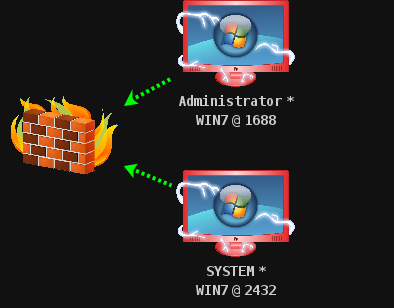 Administrator *
WIN7 @ 1688
SYSTEM *
WIN7 @ 2432